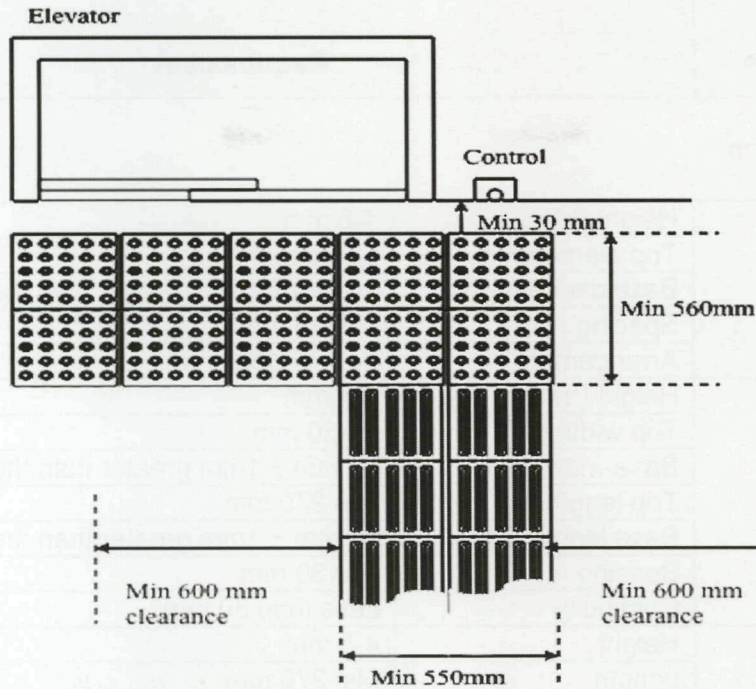 Elevator
Control
Min 30 mm
Min 560mm
Min 600 mm
clearance
Min 600 mm
clearance
Min 550mm